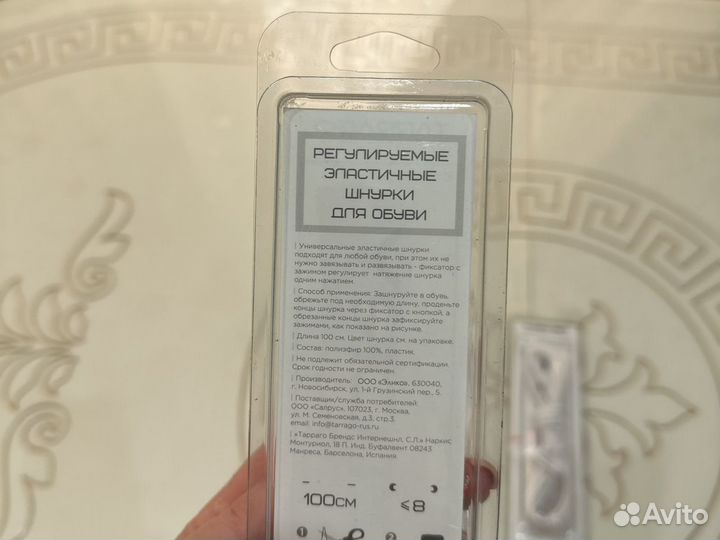 РЕГУЛИРУЕМЫЕ
ЭЛАСТИЧНЫЕ
ШНУРКИ
ДЛЯ ОБУВИ
| Универсальные эластичные шнурки
подходят для любой обуви, при этом их не
нужно завязывать и развязывать - фиксатор с
зажимом регулирует натяжение шнурка
одним нажатием.
| Способ применения: Зашнуруйте в обувь,
обрежьте под необходимую длину, проденьте
концы шнурка через фиксатор с кнопкой, а
обрезанные концы шнурка зафиксируйте
зажимами, как показано на рисунке.
| Длина 100 см. Цвет шнурка см. на упаковке.
| Состав: полиэфир 100%, пластик.
| Не подлежит обязательной сертификации.
Срок годности не ограничен.
| Производитель: ООО «Эликов», 630040,
г. Новосибирск, ул. 1-й Грузинский пер., 5.
| Поставщик/служба потребителей:
ООО «Салрус», 107023, г. Москва,
ул. М. Семеновская, д.3, стр.3.
email: info@tarrago-rus.ru
| «Тарраго Брендс Интернешнл, С.Л.» Наркис
Монтуриол, 18 П. Инд. Буфалвент 08243
Манреса, Барселона, Испания.
100СМ ⩽8
1 2
Avito